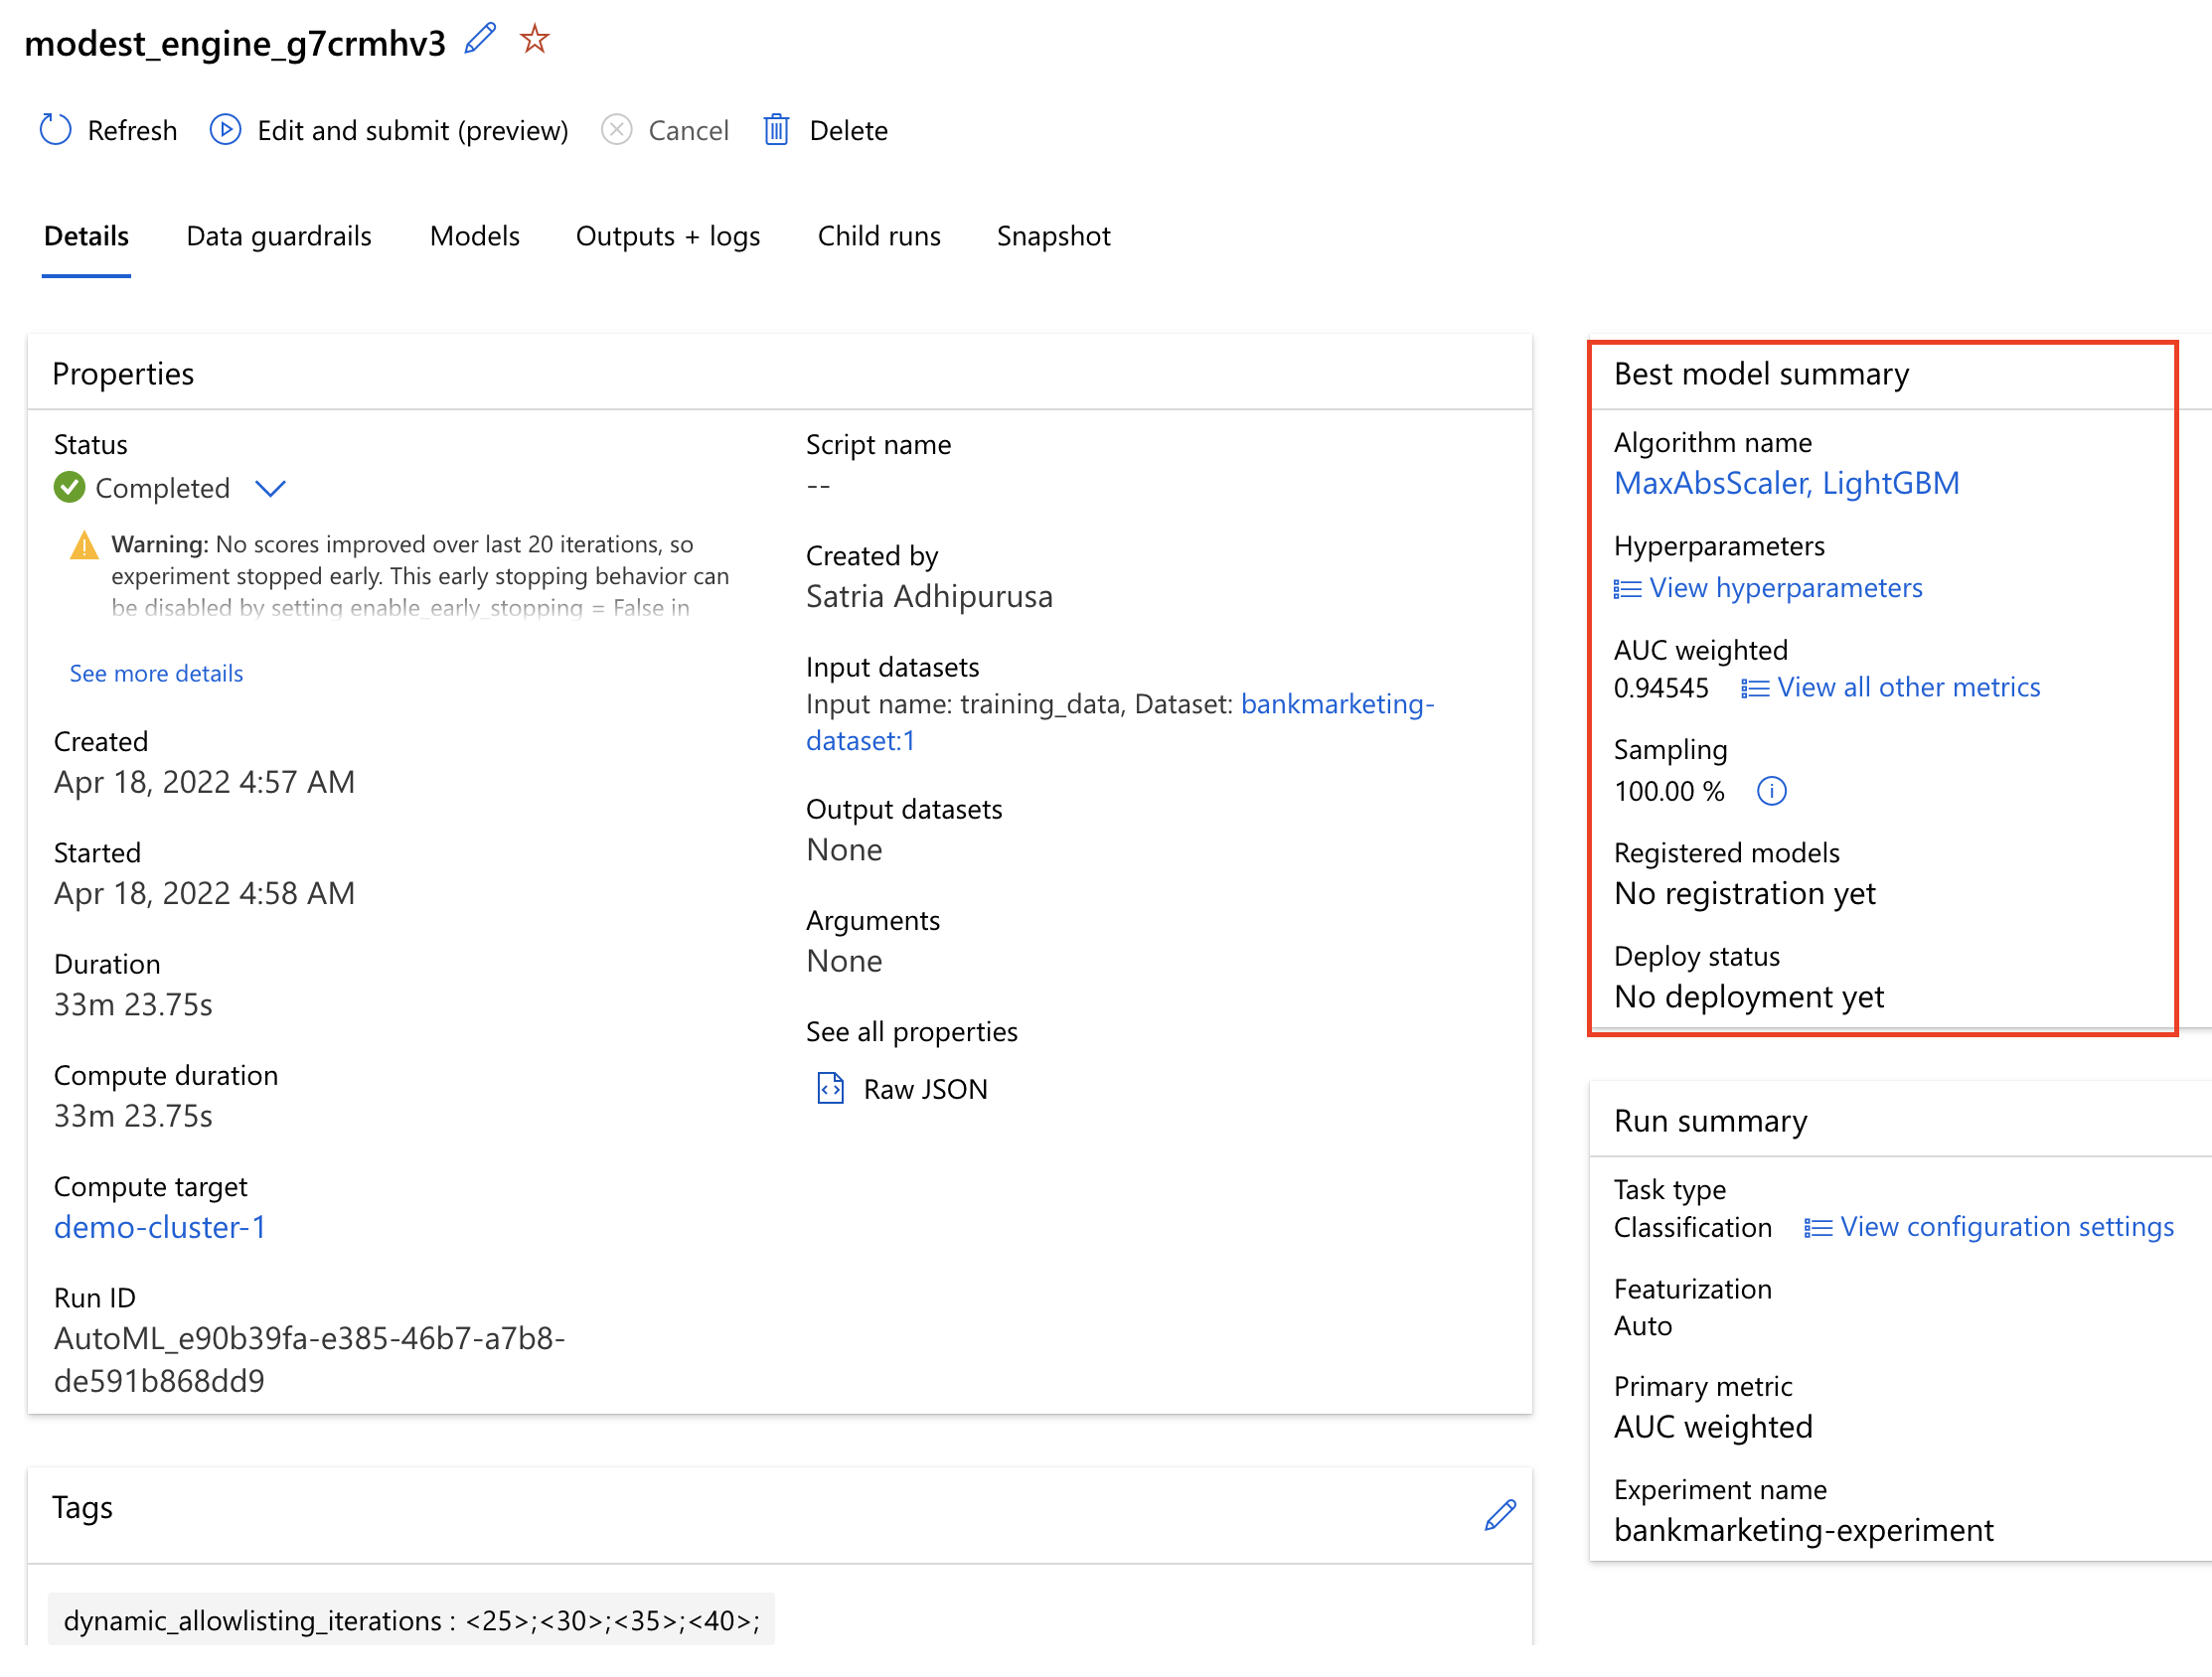 modest_engine_g7crmhv3
Refresh
Edit and submit (preview)
Cancel
Delete
Details
Data guardrails
Models
Outputs + logs
Child runs
Snapshot
Properties
Status
Completed
Warning: No scores improved over last 20 iterations, so
experiment stopped early. This early stopping behavior can
be disabled by setting enable_early_stopping = False in
See more details
Created
Apr 18, 2022 4:57 AM
Started
Apr 18, 2022 4:58 AM
Duration
33m 23.75s
Compute duration
33m 23.75s
Compute target
demo-cluster-1
Run ID
AutoML_e90b39fa-e385-46b7-a7b8-
de591b868dd9
Script name
--
Created by
Satria Adhipurusa
Input datasets
Input name: training_data, Dataset: bankmarketing-
dataset:1
Output datasets
None
Arguments
None
See all properties
Raw JSON
Best model summary
Algorithm name
MaxAbsScaler, LightGBM
Hyperparameters
View hyperparameters
AUC weighted
0.94545 View all other metrics
Sampling
100.00 %
Registered models
No registration yet
Deploy status
No deployment yet
Run summary
Task type
Classification View configuration settings
Featurization
Auto
Primary metric
AUC weighted
Experiment name
bankmarketing-experiment
Tags
dynamic_allowlisting_iterations : <25>;<30>;<35>;<40>;